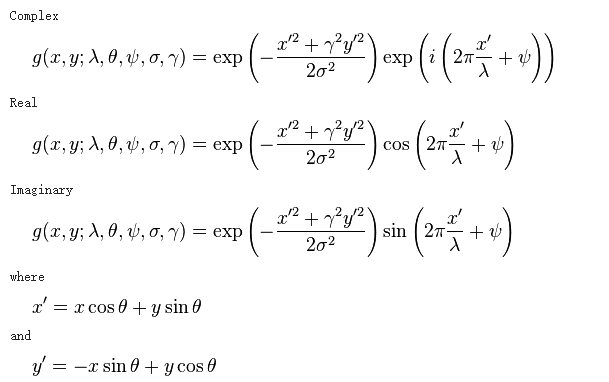 Complex
g(x, y; λ, θ, ψ, σ, γ) = exp(−(x′² + γ²y′²)/(2σ²)) exp(i(2π x′/λ + ψ))
Real
g(x, y; λ, θ, ψ, σ, γ) = exp(−(x′² + γ²y′²)/(2σ²)) cos(2π x′/λ + ψ)
Imaginary
g(x, y; λ, θ, ψ, σ, γ) = exp(−(x′² + γ²y′²)/(2σ²)) sin(2π x′/λ + ψ)
where
x′ = x cos θ + y sin θ
and
y′ = −x sin θ + y cos θ